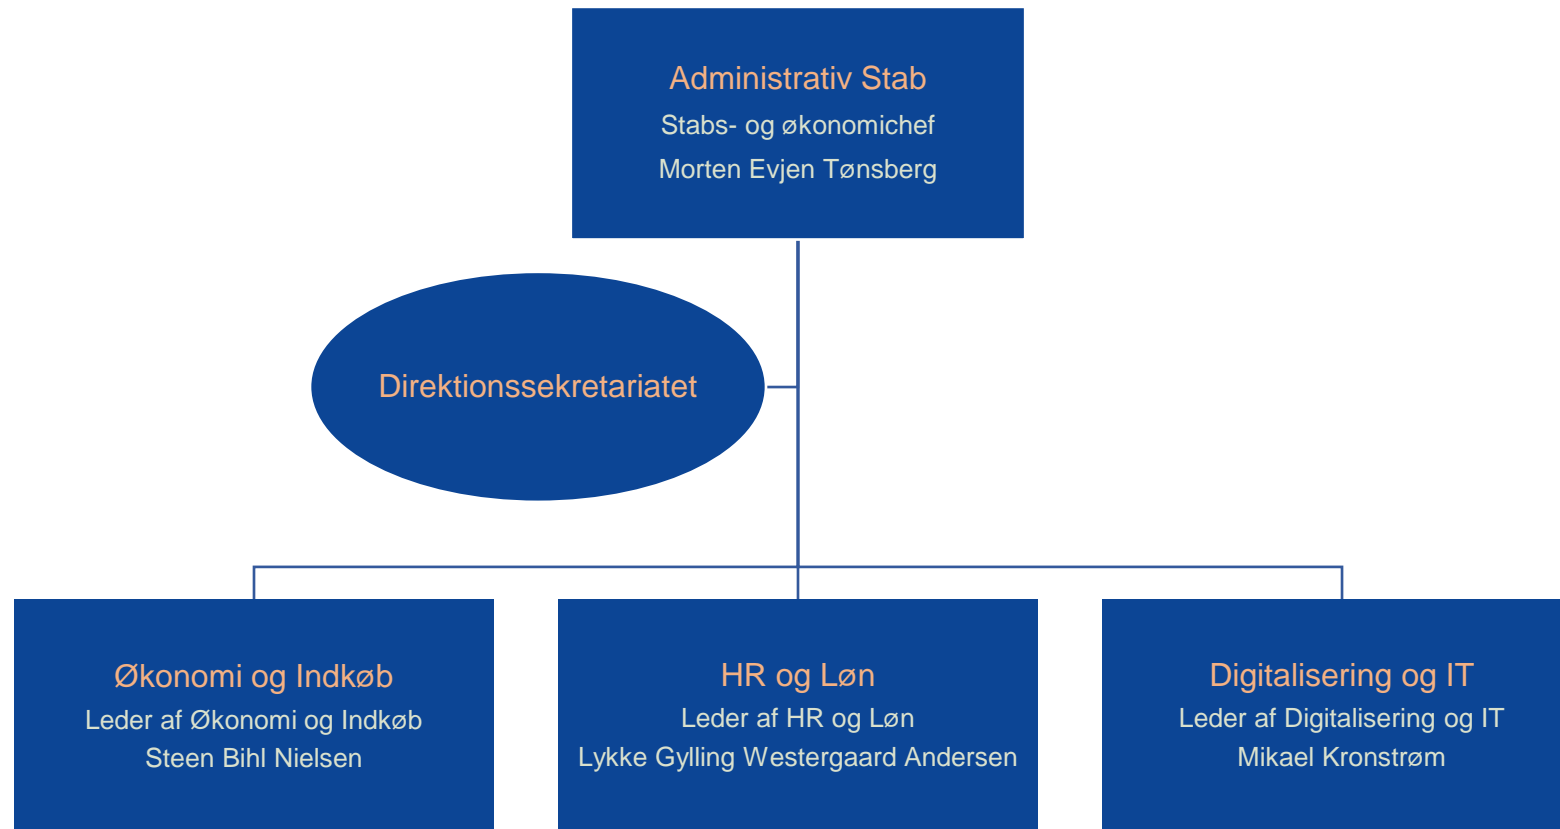 Administrativ Stab
Stabs- og økonomichef
Morten Evjen Tønsberg
Direktionssekretariatet
Økonomi og Indkøb
Leder af Økonomi og Indkøb
Steen Bihl Nielsen
HR og Løn
Leder af HR og Løn
Lykke Gylling Westergaard Andersen
Digitalisering og IT
Leder af Digitalisering og IT
Mikael Kronstrøm